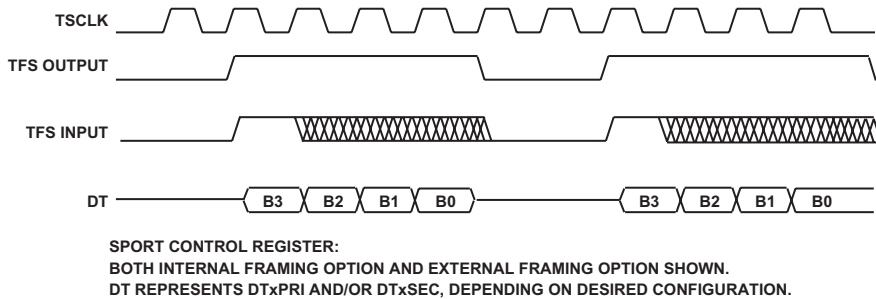 TSCLK
TFS OUTPUT
TFS INPUT
DT B3 B2 B1 B0 B3 B2 B1 B0
SPORT CONTROL REGISTER:
BOTH INTERNAL FRAMING OPTION AND EXTERNAL FRAMING OPTION SHOWN.
DT REPRESENTS DTxPRI AND/OR DTxSEC, DEPENDING ON DESIRED CONFIGURATION.